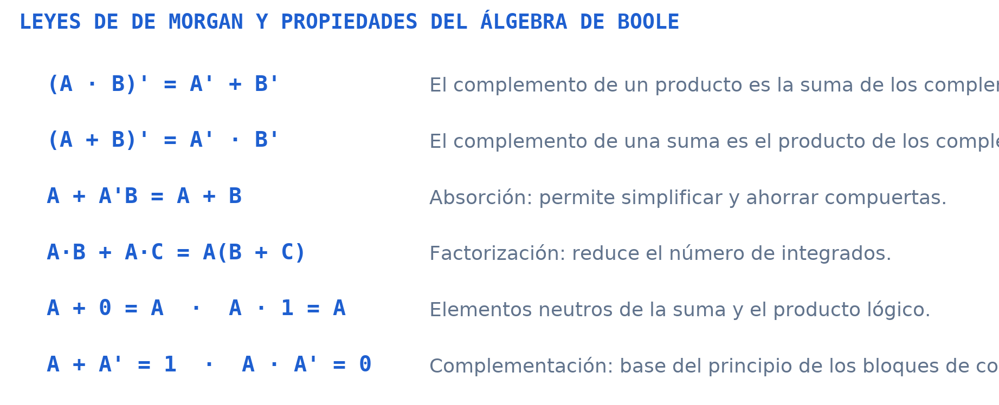 LEYES DE DE MORGAN Y PROPIEDADES DEL ÁLGEBRA DE BOOLE
(A · B)' = A' + B' El complemento de un producto es la suma de los
(A + B)' = A' · B' El complemento de una suma es el producto de los
A + A'B = A + B Absorción: permite simplificar y ahorrar compuertas.
A·B + A·C = A(B + C) Factorización: reduce el número de integrados.
A + 0 = A · A · 1 = A Elementos neutros de la suma y el producto lógico.
A + A' = 1 · A · A' = 0 Complementación: base del principio de los bloques de